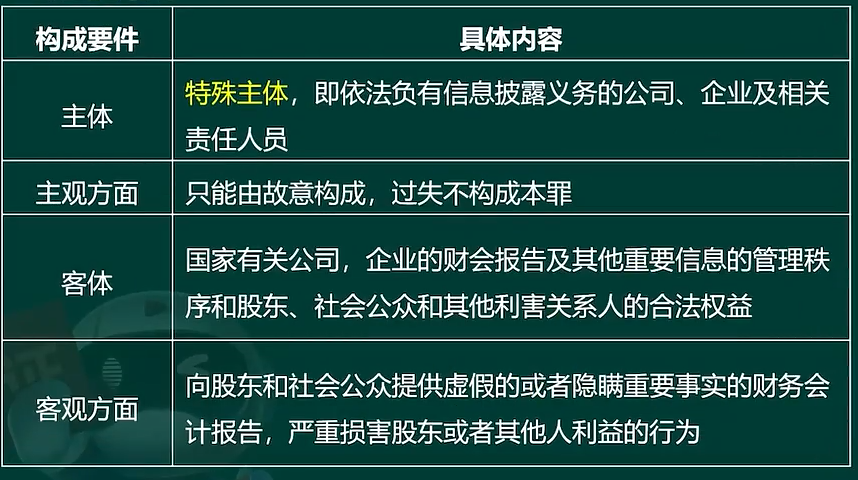 构成要件 具体内容
主体 特殊主体，即依法负有信息披露义务的公司、企业及相关
责任人员
主观方面 只能由故意构成，过失不构成本罪
客体 国家有关公司，企业的财会报告及其他重要信息的管理秩
序和股东、社会公众和其他利害关系人的合法权益
客观方面 向股东和社会公众提供虚假的或者隐瞒重要事实的财务会
计报告，严重损害股东或者其他人利益的行为